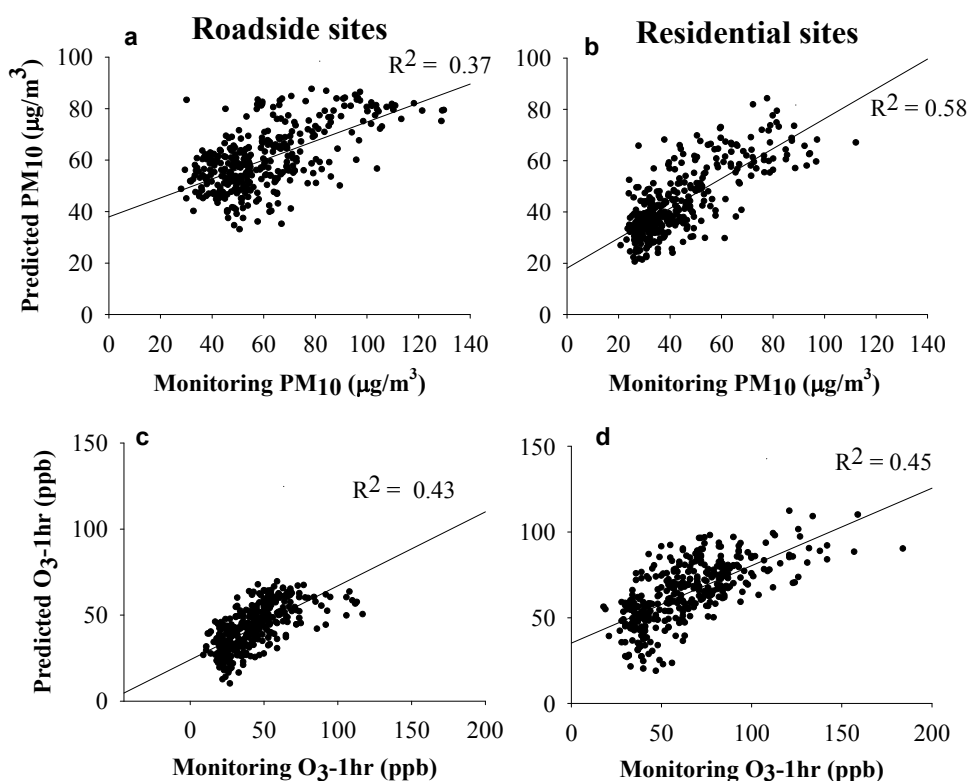 Roadside sites
Residential sites
a
R² = 0.37
Predicted PM10 (μg/m³)
100
80
60
40
20
0
0 20 40 60 80 100 120 140
Monitoring PM10 (μg/m³)
b
R² = 0.58
100
80
60
40
20
0
0 20 40 60 80 100 120 140
Monitoring PM10 (μg/m³)
c
R² = 0.43
Predicted O3-1hr (ppb)
150
100
50
0
0 50 100 150 200
Monitoring O3-1hr (ppb)
d
R² = 0.45
150
100
50
0
0 50 100 150 200
Monitoring O3-1hr (ppb)